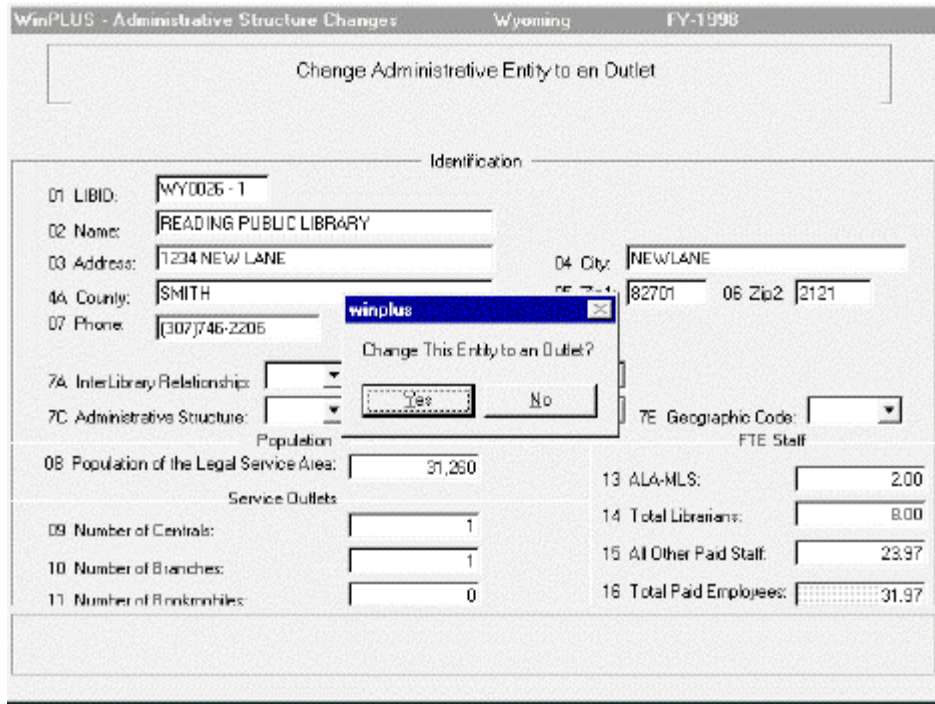 WinPLUS - Administrative Structure Changes Wyoming FY-1998
Change Administrative Entity to an Outlet
Identification
01 LIBID: WY0026 - 1
02 Name: READING PUBLIC LIBRARY
03 Address: 1234 NEW LANE 04 City: NEWLANE
4A County: SMITH 82701 06 Zip2 2121
07 Phone: (307)746-2206
winplus
Change This Entity to an Outlet?
Yes No
7A InterLibrary Relationship:
7C Administrative Structure: 7E Geographic Code:
Population FTE Staff
08 Population of the Legal Service Area: 31,260
13 ALA-MLS: 2.00
Service Outlets
14 Total Librarians: 8.00
09 Number of Centrals: 1
15 All Other Paid Staff: 23.97
10 Number of Branches: 1
16 Total Paid Employees: 31.97
11 Number of Bookmobiles: 0